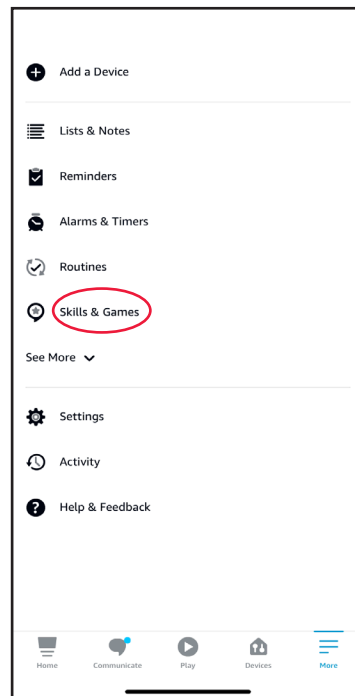 Add a Device
Lists & Notes
Reminders
Alarms & Timers
Routines
Skills & Games
See More
Settings
Activity
Help & Feedback
Home Communicate Play Devices More